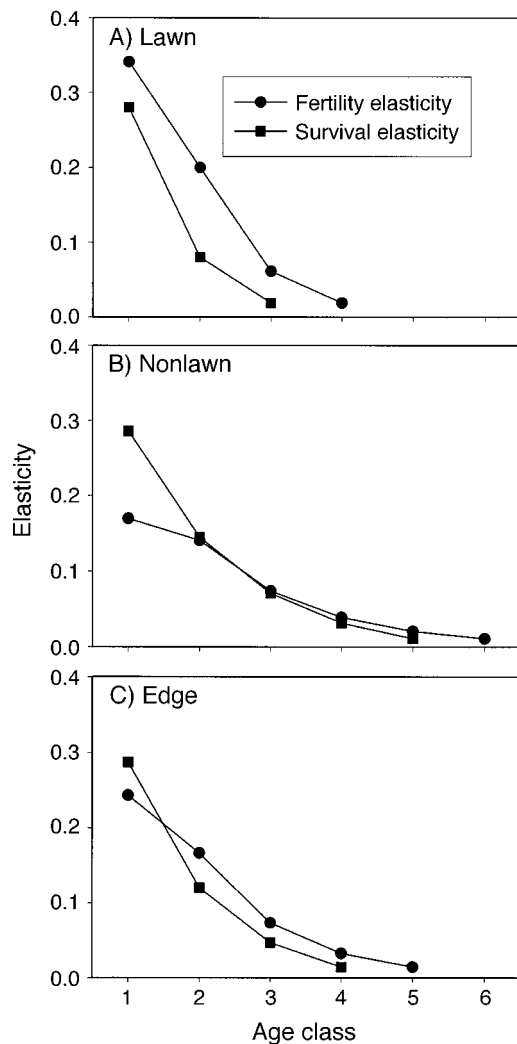 A) Lawn
Fertility elasticity
Survival elasticity
0.4
0.3
0.2
0.1
0.0
B) Nonlawn
0.4
0.3
0.2
0.1
0.0
Elasticity
C) Edge
0.4
0.3
0.2
0.1
0.0
1 2 3 4 5 6
Age class